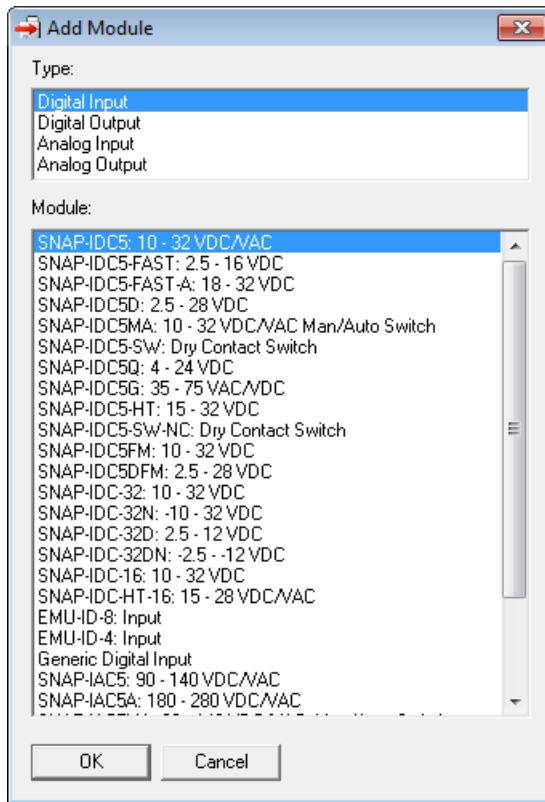 Add Module
Type:
Digital Input
Digital Output
Analog Input
Analog Output
Module:
SNAP-IDC5: 10 - 32 VDC/VAC
SNAP-IDC5-FAST: 2.5 - 16 VDC
SNAP-IDC5-FAST-A: 18 - 32 VDC
SNAP-IDC5D: 2.5 - 28 VDC
SNAP-IDC5MA: 10 - 32 VDC/VAC Man/Auto Switch
SNAP-IDC5-SW: Dry Contact Switch
SNAP-IDC5Q: 4 - 24 VDC
SNAP-IDC5G: 35 - 75 VAC/VDC
SNAP-IDC5-HT: 15 - 32 VDC
SNAP-IDC5-SW-NC: Dry Contact Switch
SNAP-IDC5FM: 10 - 32 VDC
SNAP-IDC5DFM: 2.5 - 28 VDC
SNAP-IDC-32: 10 - 32 VDC
SNAP-IDC-32N: -10 - 32 VDC
SNAP-IDC-32D: 2.5 - 12 VDC
SNAP-IDC-32DN: -2.5 - -12 VDC
SNAP-IDC-16: 10 - 32 VDC
SNAP-IDC-HT-16: 15 - 28 VDC/VAC
EMU-ID-8: Input
EMU-ID-4: Input
Generic Digital Input
SNAP-IAC5: 90 - 140 VDC/VAC
SNAP-IAC5A: 180 - 280 VDC/VAC
OK
Cancel